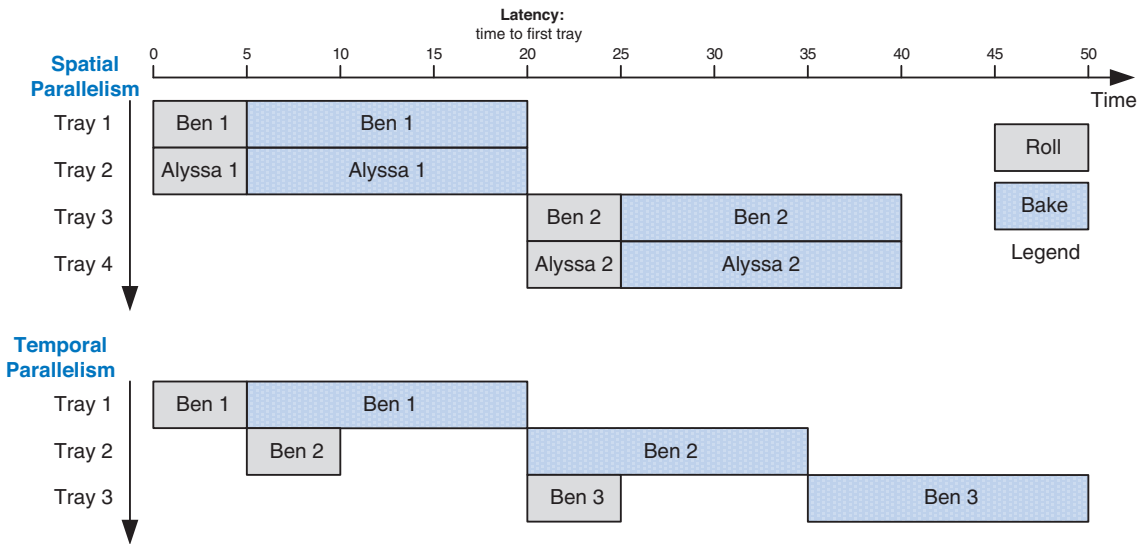 Latency:
time to first tray
0 5 10 15 20 25 30 35 40 45 50
Time
Spatial
Parallelism
Tray 1 Ben 1 Ben 1
Tray 2 Alyssa 1 Alyssa 1
Tray 3 Ben 2 Ben 2
Tray 4 Alyssa 2 Alyssa 2
Roll
Bake
Legend
Temporal
Parallelism
Tray 1 Ben 1 Ben 1
Tray 2 Ben 2 Ben 2
Tray 3 Ben 3 Ben 3